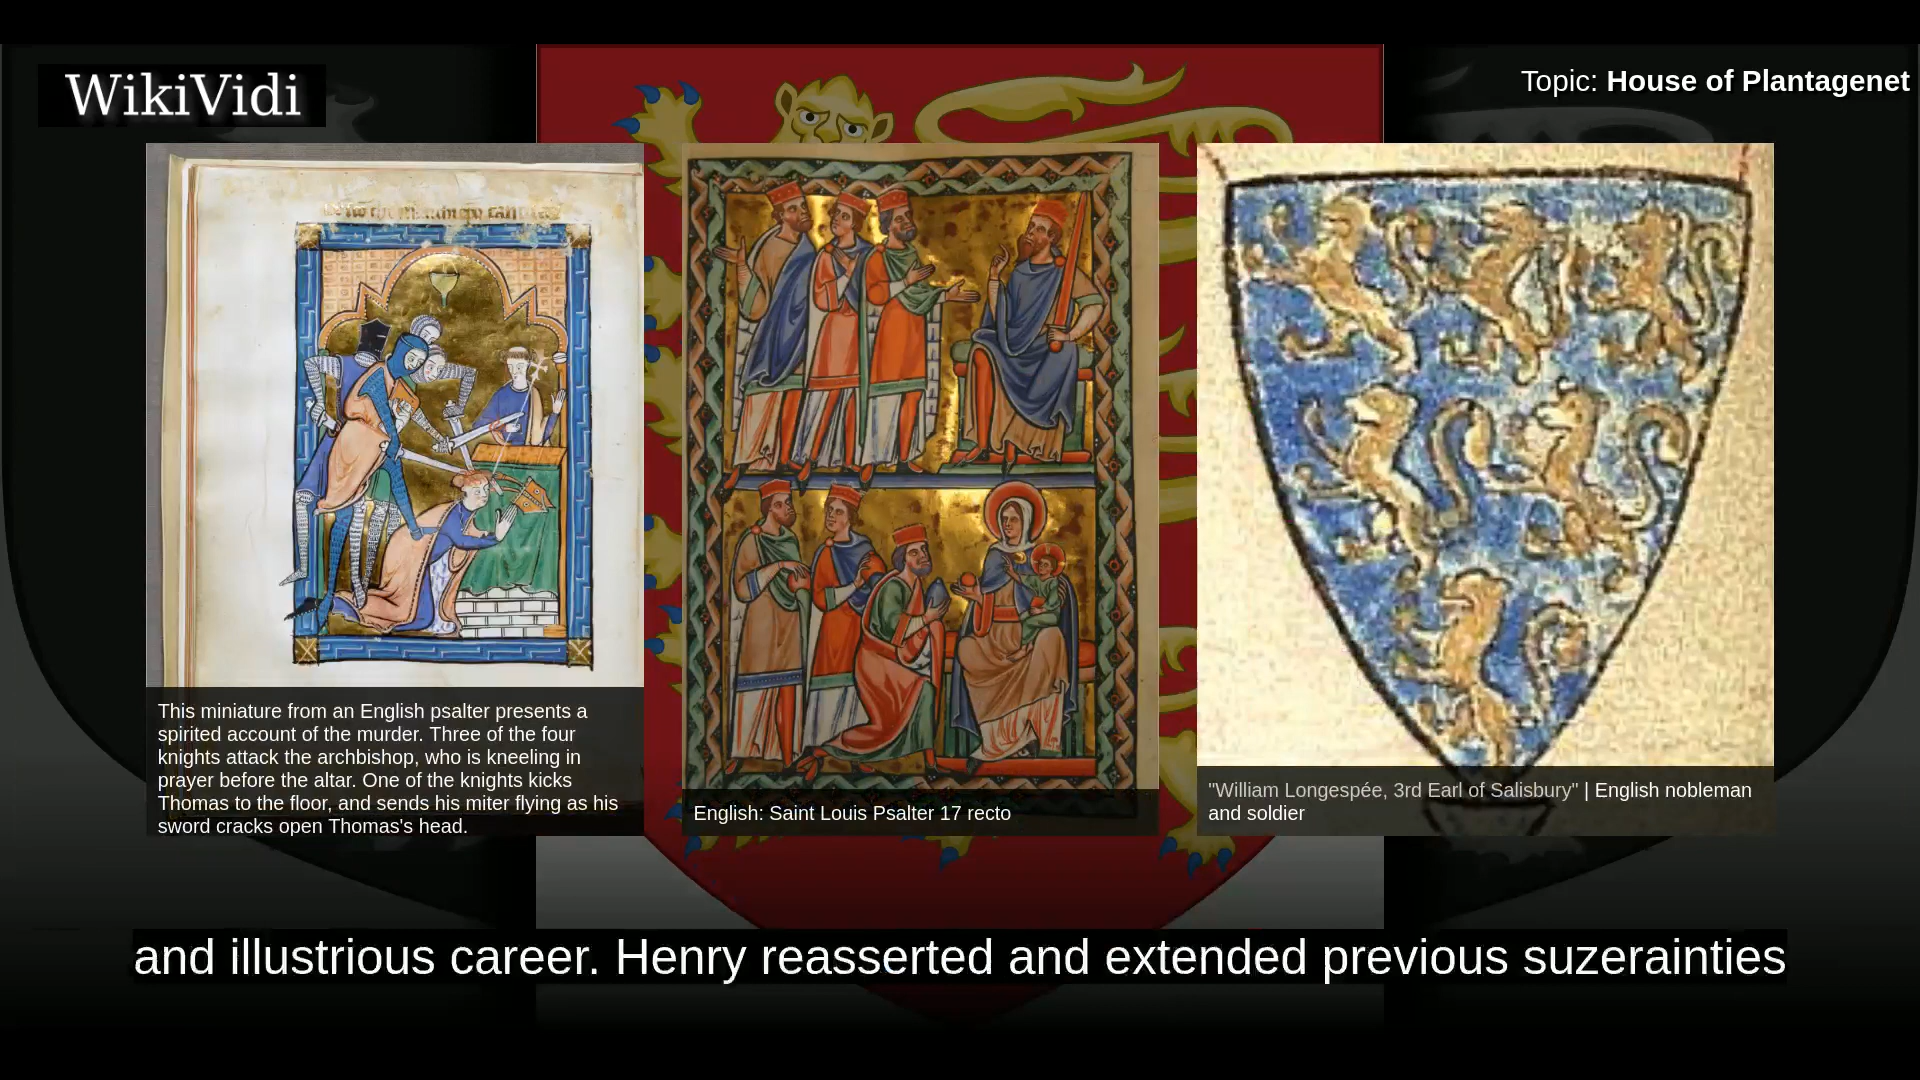 WikiVidi
Topic: House of Plantagenet
This miniature from an English psalter presents a
spirited account of the murder. Three of the four
knights attack the archbishop, who is kneeling in
prayer before the altar. One of the knights kicks
Thomas to the floor, and sends his miter flying as his
sword cracks open Thomas's head.
English: Saint Louis Psalter 17 recto
"William Longespée, 3rd Earl of Salisbury" | English nobleman
and soldier
and illustrious career. Henry reasserted and extended previous suzerainties